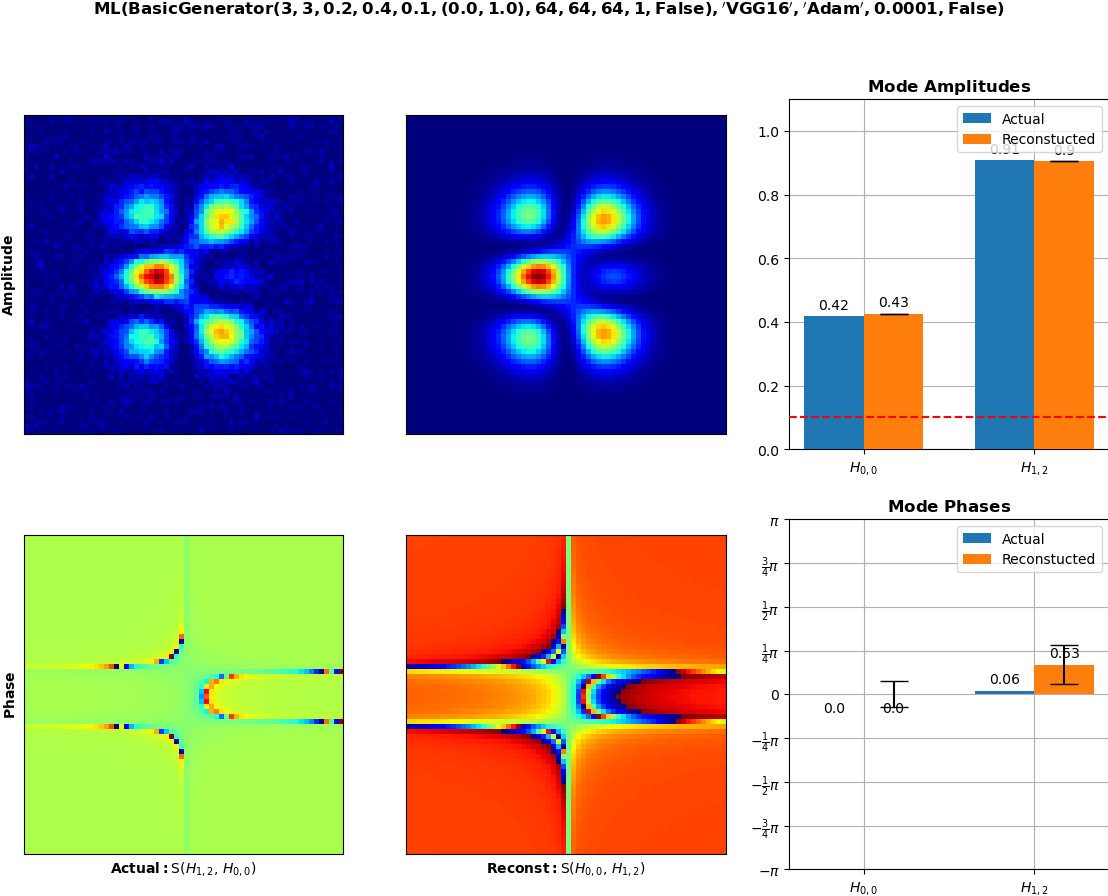 ML(BasicGenerator(3, 3, 0.2, 0.4, 0.1, (0.0, 1.0), 64, 64, 64, 1, False), ′VGG16′, ′Adam′, 0.0001, False)
Amplitude
Mode Amplitudes
Actual
Reconstucted
0.91
0.9
0.42
0.43
1.0
0.8
0.6
0.4
0.2
0.0
H0,0
H1,2
Phase
Actual: S(H1,2, H0,0)
Reconst: S(H0,0, H1,2)
Mode Phases
Actual
Reconstucted
0.0
0.0
0.06
0.53
π
3/4π
1/2π
1/4π
0
−1/4π
−1/2π
−3/4π
−π
H0,0
H1,2